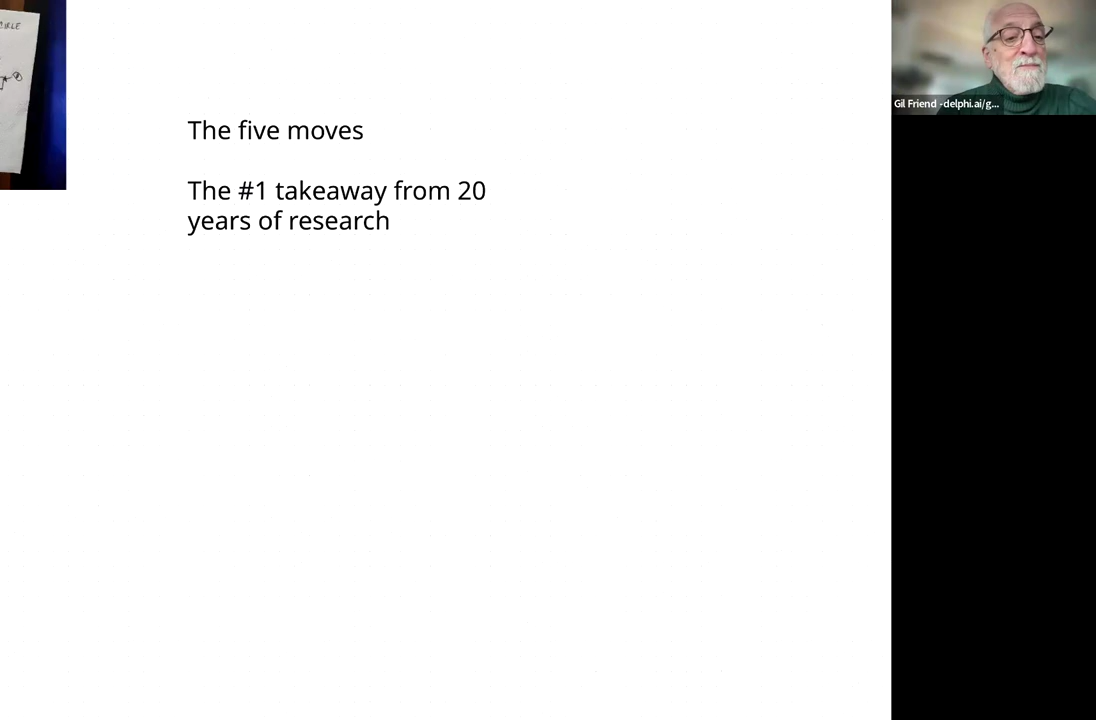 The five moves
The #1 takeaway from 20
years of research
Gil Friend -delphi.ai/g...